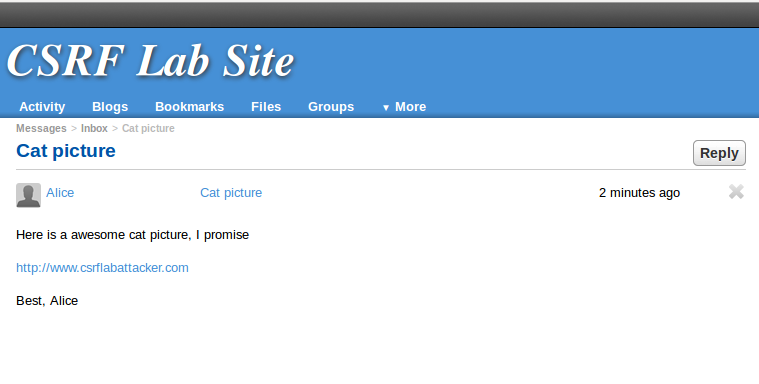 CSRF Lab Site
Activity Blogs Bookmarks Files Groups ▼ More
Messages > Inbox > Cat picture
Cat picture
Reply
Alice Cat picture 2 minutes ago
Here is a awesome cat picture, I promise
http://www.csrflabattacker.com
Best, Alice